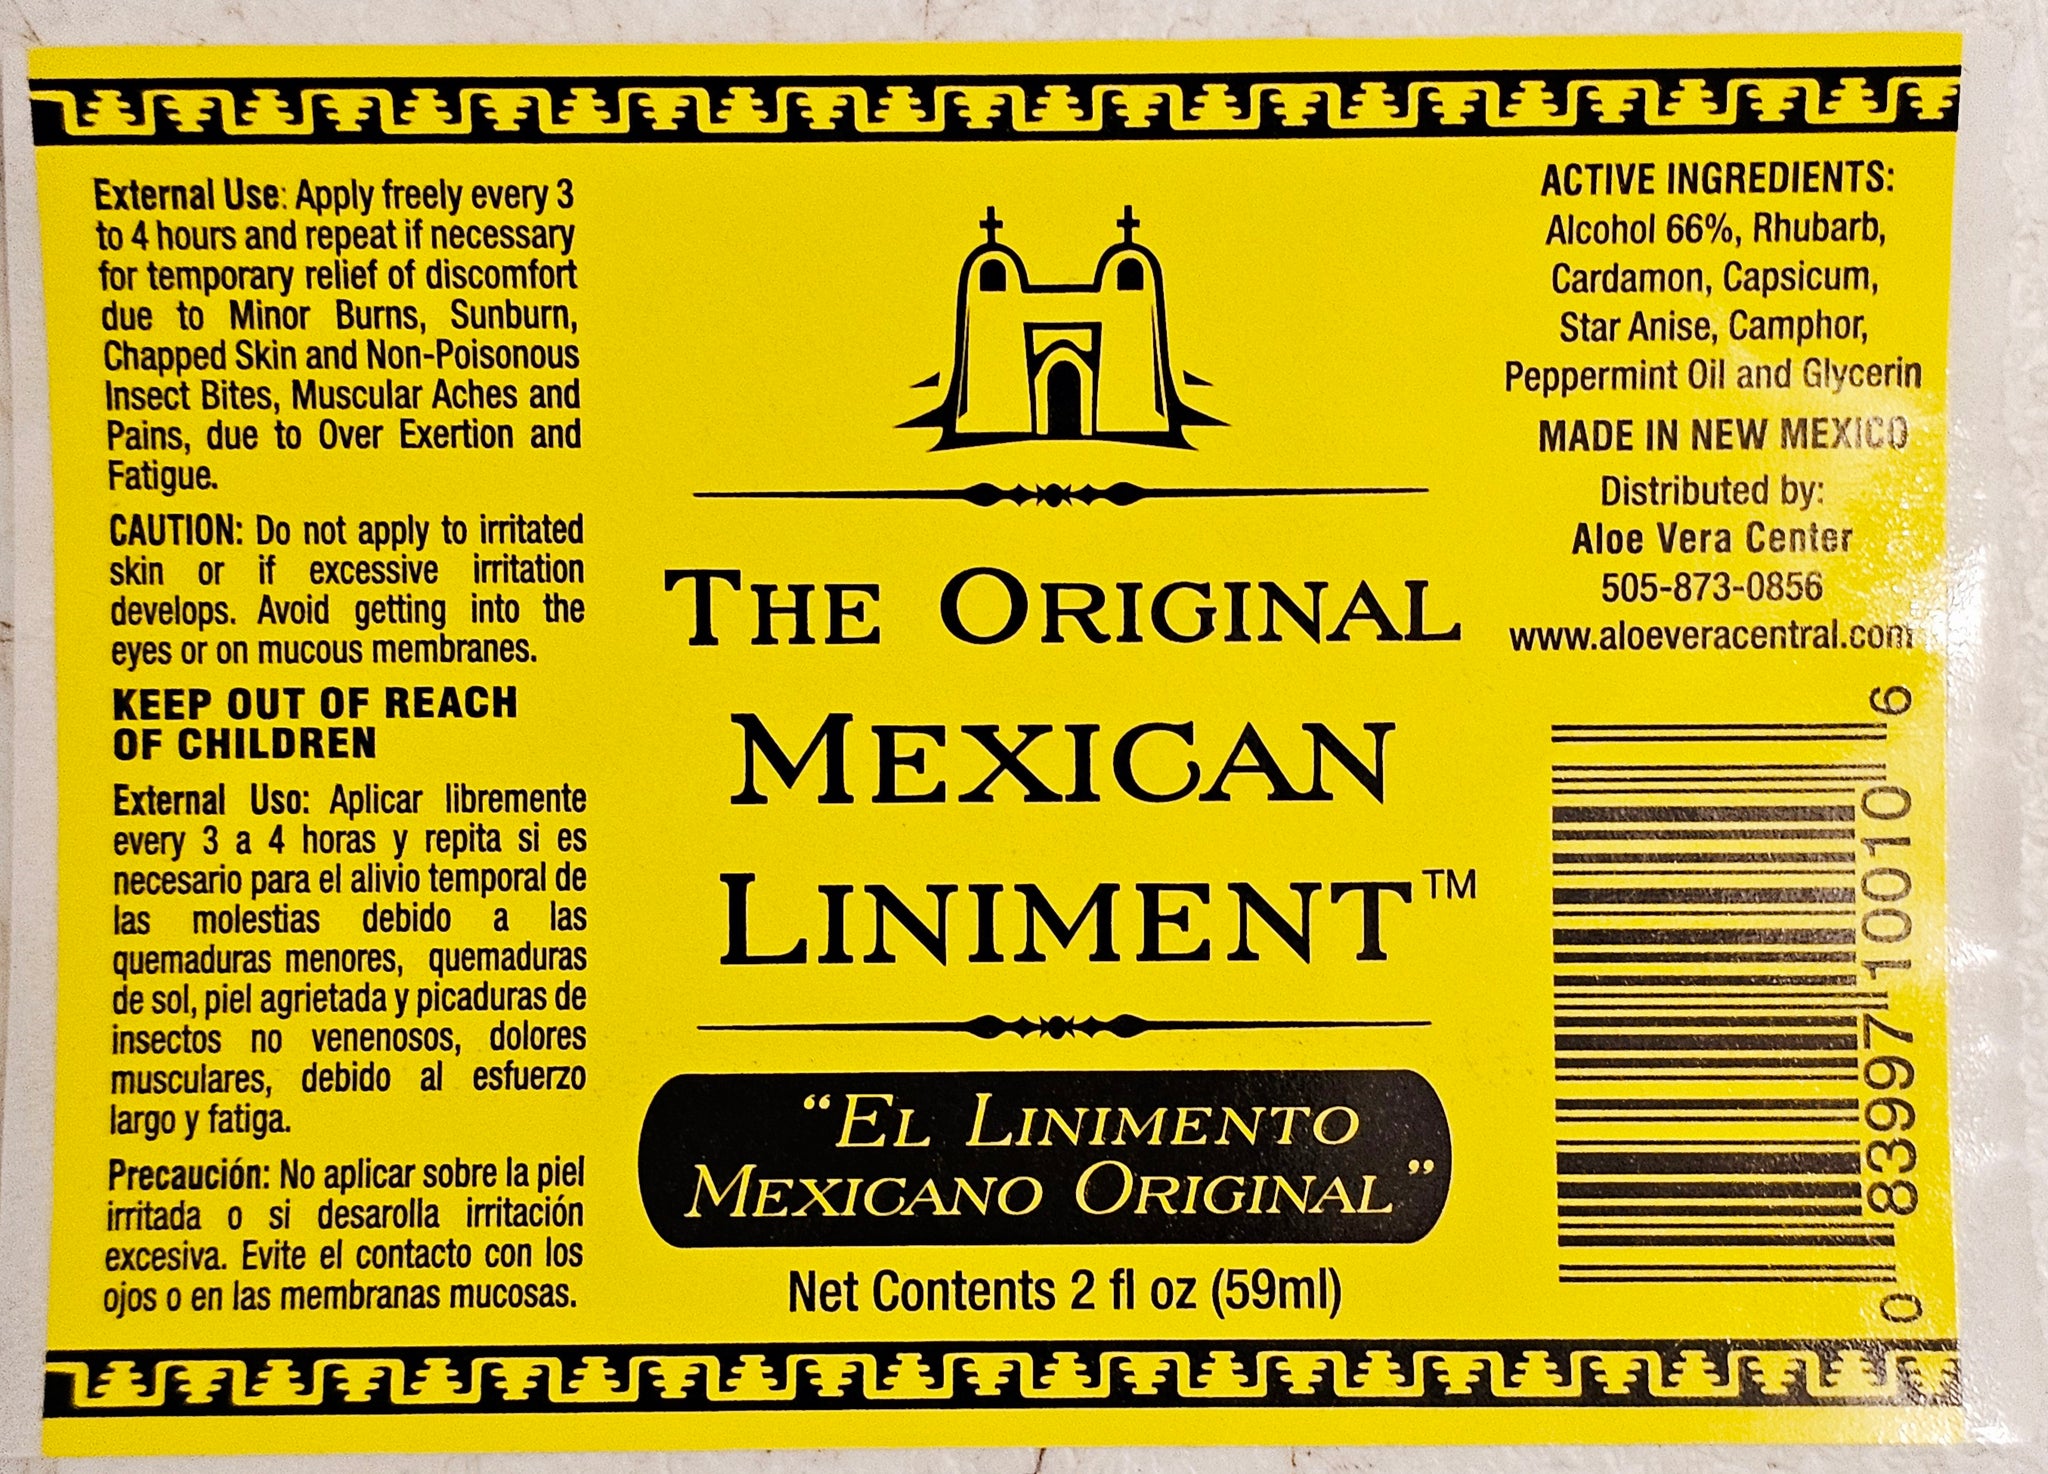 External Use: Apply freely every 3
to 4 hours and repeat if necessary
for temporary relief of discomfort
due to Minor Burns, Sunburn,
Chapped Skin and Non-Poisonous
Insect Bites, Muscular Aches and
Pains, due to Over Exertion and
Fatigue.
CAUTION: Do not apply to irritated
skin or if excessive irritation
develops. Avoid getting into the
eyes or on mucous membranes.
KEEP OUT OF REACH
OF CHILDREN
External Uso: Aplicar libremente
every 3 a 4 horas y repita si es
necesario para el alivio temporal de
las molestias debido a las
quemaduras menores, quemaduras
de sol, piel agrietada y picaduras de
insectos no venenosos, dolores
musculares, debido al esfuerzo
largo y fatiga.
Precaución: No aplicar sobre la piel
irritada o si desarolla irritación
excesiva. Evite el contacto con los
ojos o en las membranas mucosas.
THE ORIGINAL
MEXICAN
LINIMENT™
“EL LINIMENTO
MEXICANO ORIGINAL”
Net Contents 2 fl oz (59ml)
ACTIVE INGREDIENTS:
Alcohol 66%, Rhubarb,
Cardamon, Capsicum,
Star Anise, Camphor,
Peppermint Oil and Glycerin
MADE IN NEW MEXICO
Distributed by:
Aloe Vera Center
505-873-0856
www.aloeveracentral.com
0 83997 10010 6